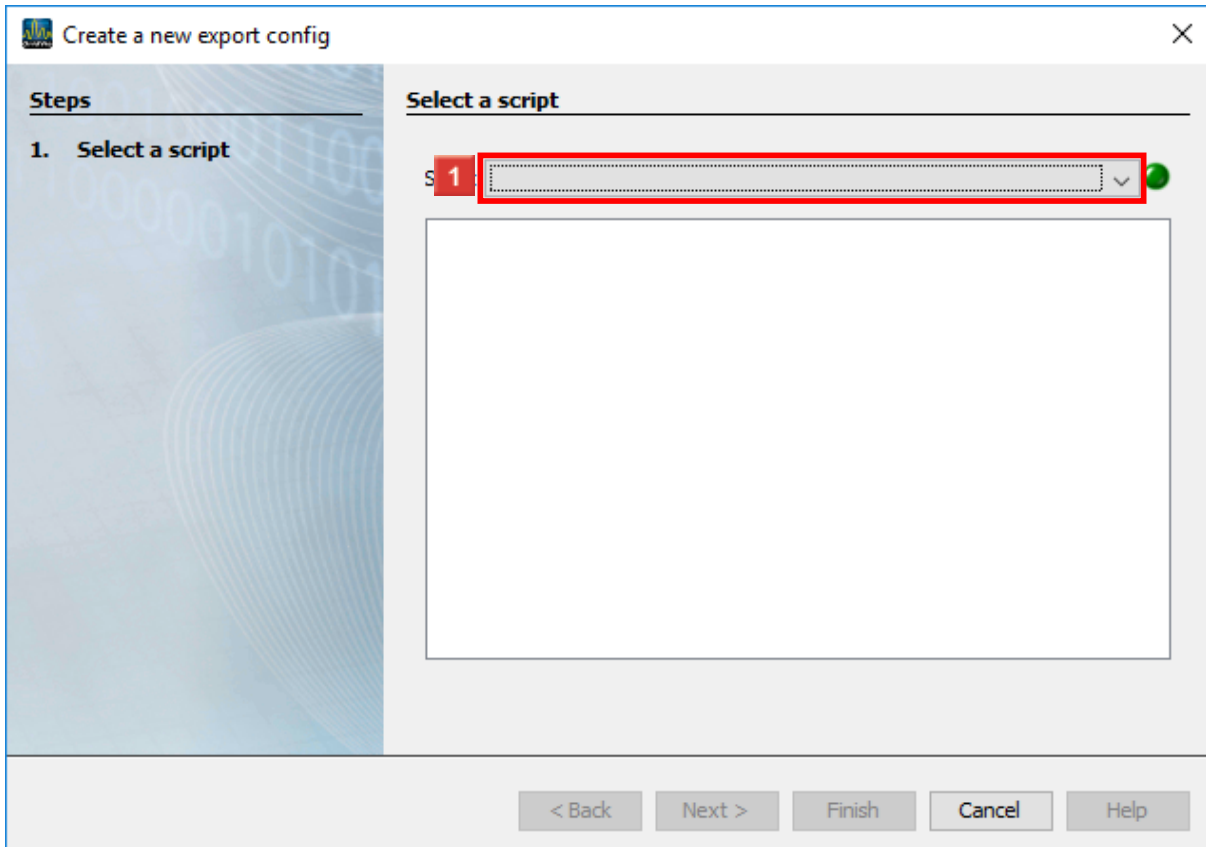 Create a new export config
Steps
Select a script
1. Select a script
1
< Back Next > Finish Cancel Help